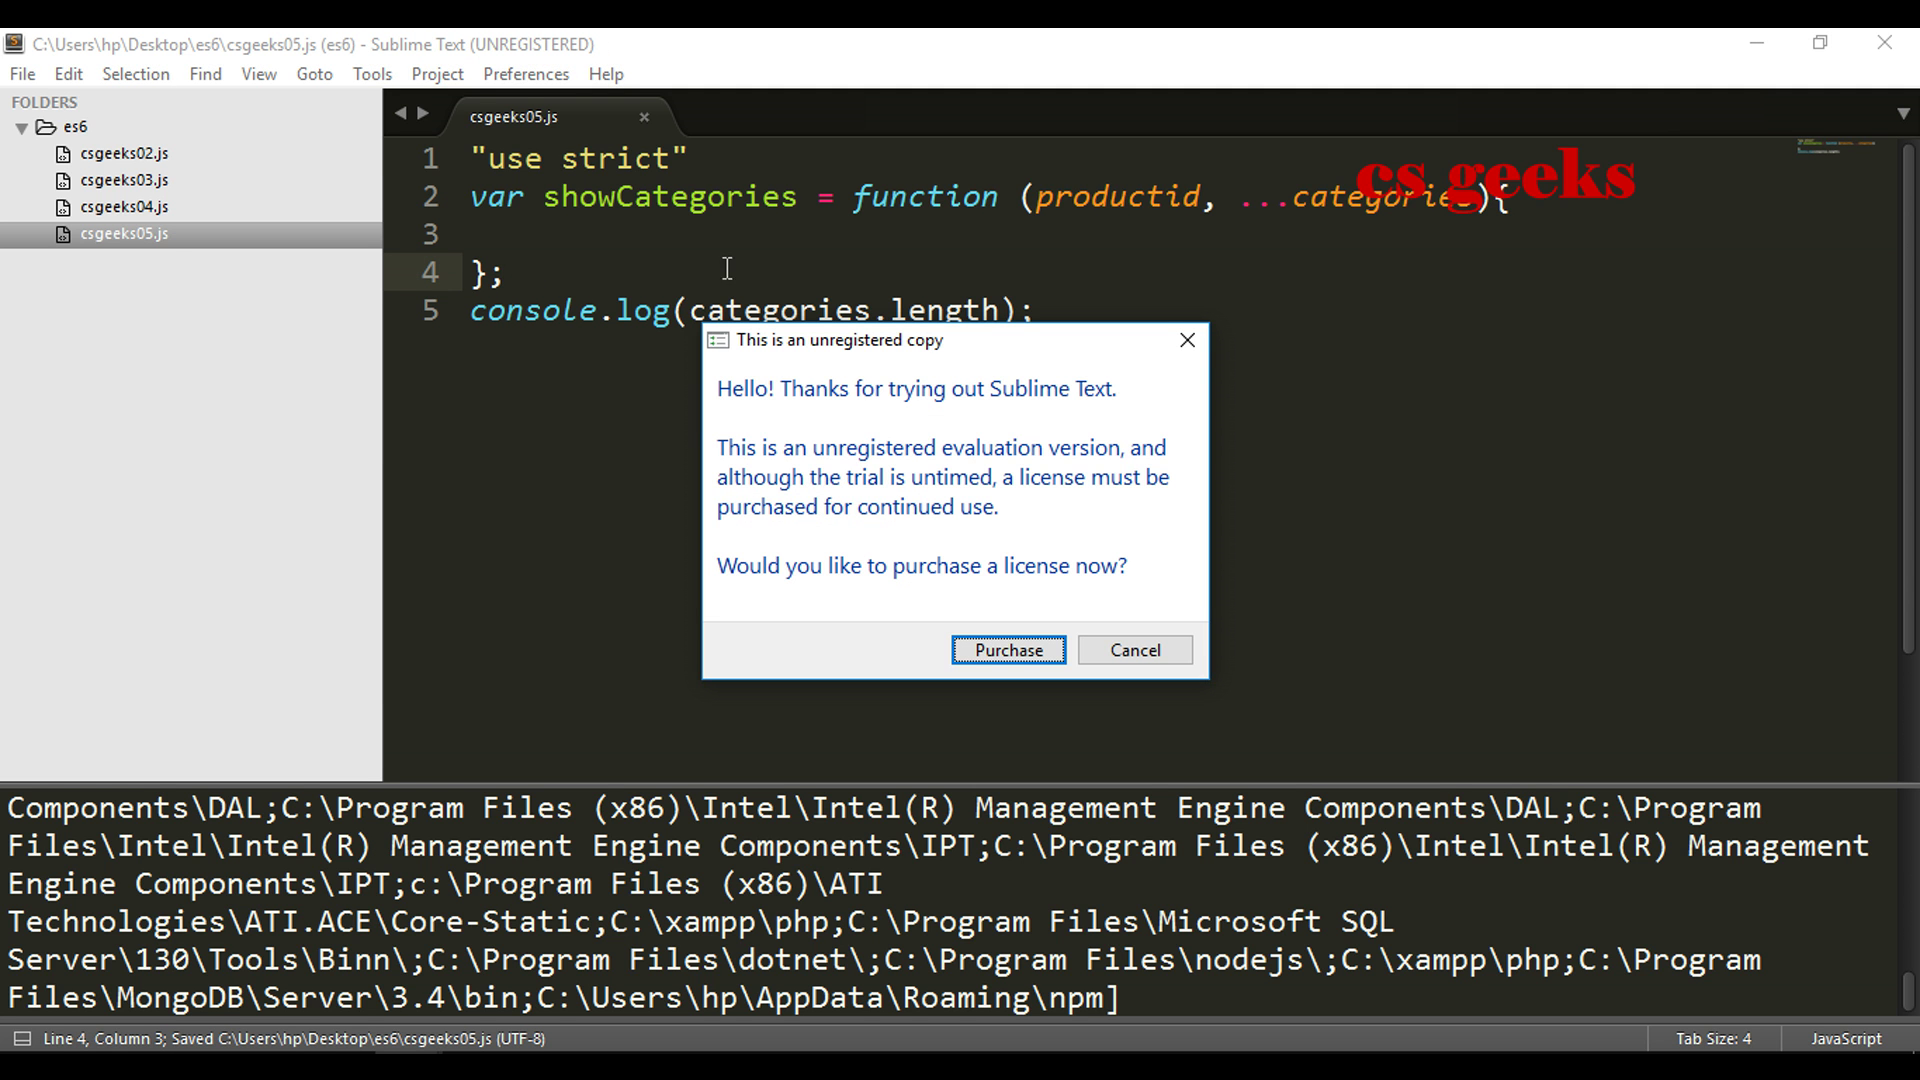 C:\Users\hp\Desktop\es6\csgeeks05.js (es6) - Sublime Text (UNREGISTERED)
File Edit Selection Find View Goto Tools Project Preferences Help
FOLDERS
es6
csgeeks02.js
csgeeks03.js
csgeeks04.js
csgeeks05.js
csgeeks05.js
cs geeks
1 "use strict"
2 var showCategories = function (productid, ...categories){
3
4 };
5 console.log(categories.length);
This is an unregistered copy
Hello! Thanks for trying out Sublime Text.
This is an unregistered evaluation version, and
although the trial is untimed, a license must be
purchased for continued use.
Would you like to purchase a license now?
Purchase Cancel
Components\DAL;C:\Program Files (x86)\Intel\Intel(R) Management Engine Components\DAL;C:\Program
Files\Intel\Intel(R) Management Engine Components\IPT;C:\Program Files (x86)\Intel\Intel(R) Management
Engine Components\IPT;c:\Program Files (x86)\ATI
Technologies\ATI.ACE\Core-Static;C:\xampp\php;C:\Program Files\Microsoft SQL
Server\130\Tools\Binn\;C:\Program Files\dotnet\;C:\Program Files\nodejs\;C:\xampp\php;C:\Program
Files\MongoDB\Server\3.4\bin;C:\Users\hp\AppData\Roaming\npm]
Line 4, Column 3; Saved C:\Users\hp\Desktop\es6\csgeeks05.js (UTF-8)
Tab Size: 4
JavaScript